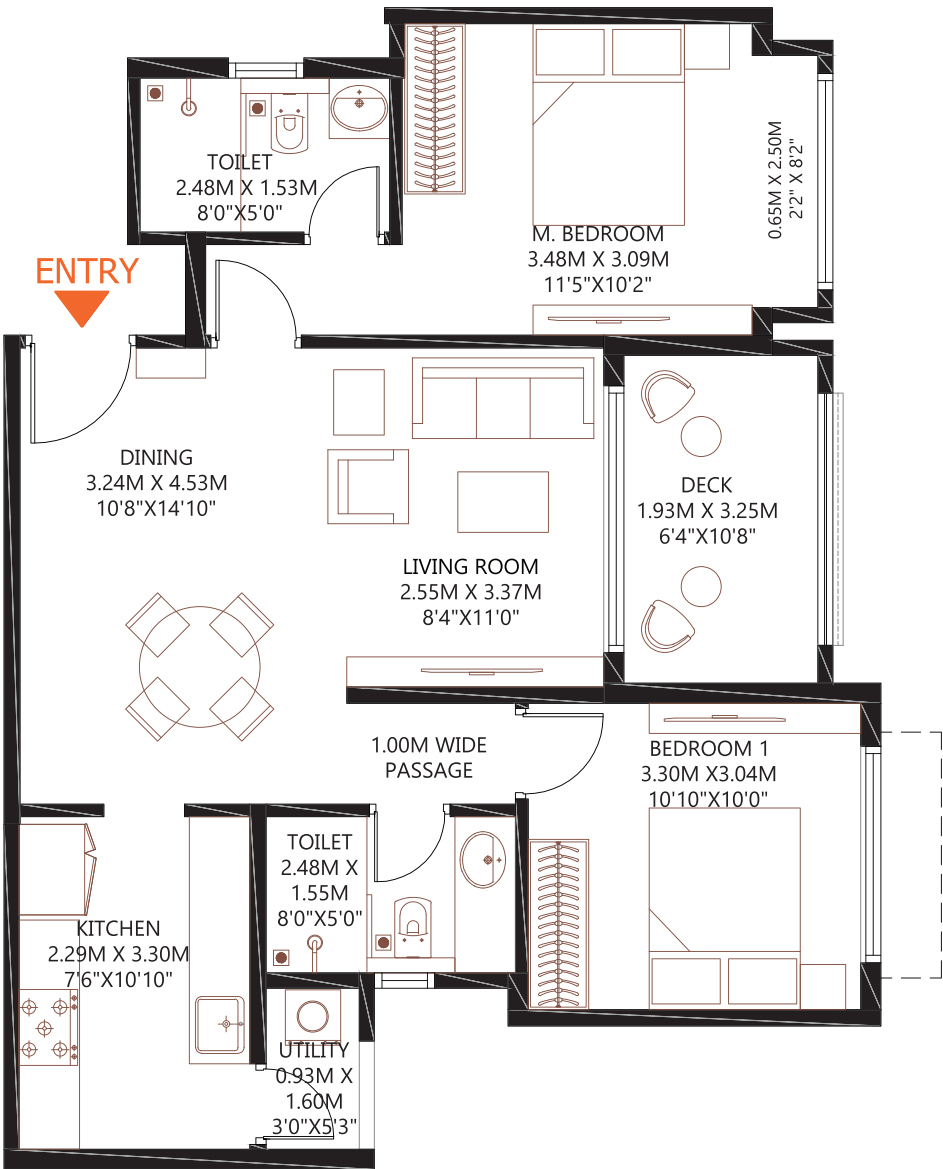 TOILET
2.48M X 1.53M
8'0"X5'0"
0.65M X 2.50M
2'2" X 8'2"
M. BEDROOM
3.48M X 3.09M
11'5"X10'2"
ENTRY
DINING
3.24M X 4.53M
10'8"X14'10"
DECK
1.93M X 3.25M
6'4"X10'8"
LIVING ROOM
2.55M X 3.37M
8'4"X11'0"
1.00M WIDE
PASSAGE
BEDROOM 1
3.30M X3.04M
10'10"X10'0"
TOILET
2.48M X
1.55M
8'0"X5'0"
KITCHEN
2.29M X 3.30M
7'6"X10'10"
UTILITY
0.93M X
1.60M
3'0"X5'3"